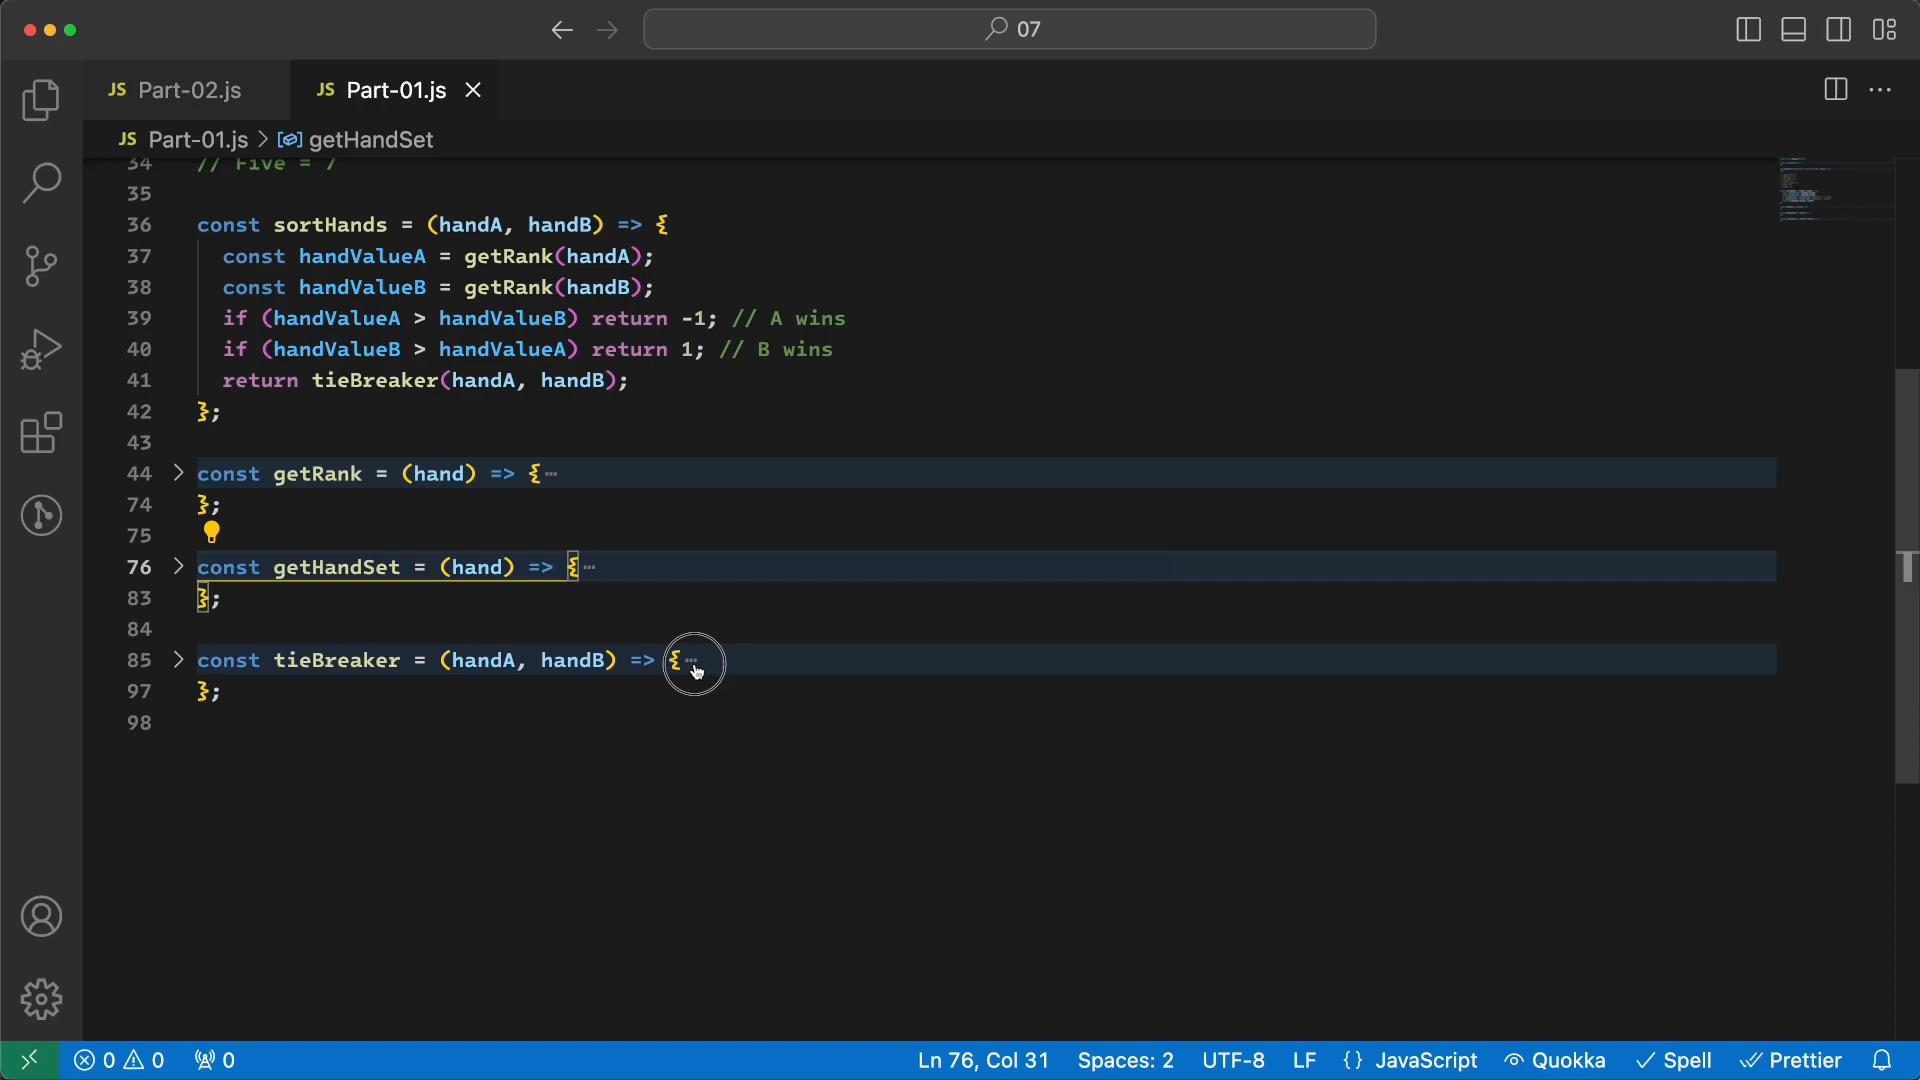 07
JS Part-02.js JS Part-01.js
JS Part-01.js > getHandSet
34 // Five = 7
35
36 const sortHands = (handA, handB) => {
37 const handValueA = getRank(handA);
38 const handValueB = getRank(handB);
39 if (handValueA > handValueB) return -1; // A wins
40 if (handValueB > handValueA) return 1; // B wins
41 return tieBreaker(handA, handB);
42 };
43
44 const getRank = (hand) => {⋯
74 };
75
76 const getHandSet = (hand) => {⋯
83 };
84
85 const tieBreaker = (handA, handB) => {⋯
97 };
98
0 0 0 Ln 76, Col 31 Spaces: 2 UTF-8 LF {} JavaScript Quokka Spell Prettier